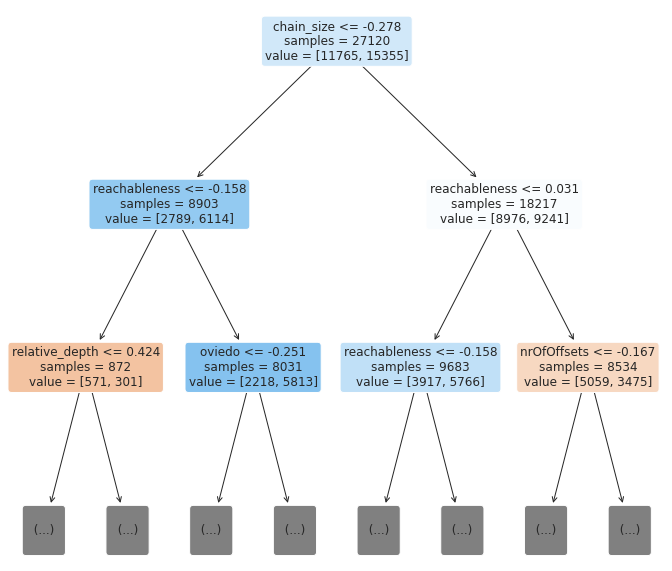 chain_size <= -0.278
samples = 27120
value = [11765, 15355]
reachableness <= -0.158
samples = 8903
value = [2789, 6114]
reachableness <= 0.031
samples = 18217
value = [8976, 9241]
relative_depth <= 0.424
samples = 872
value = [571, 301]
oviedo <= -0.251
samples = 8031
value = [2218, 5813]
reachableness <= -0.158
samples = 9683
value = [3917, 5766]
nrOfOffsets <= -0.167
samples = 8534
value = [5059, 3475]
(...)
(...)
(...)
(...)
(...)
(...)
(...)
(...)